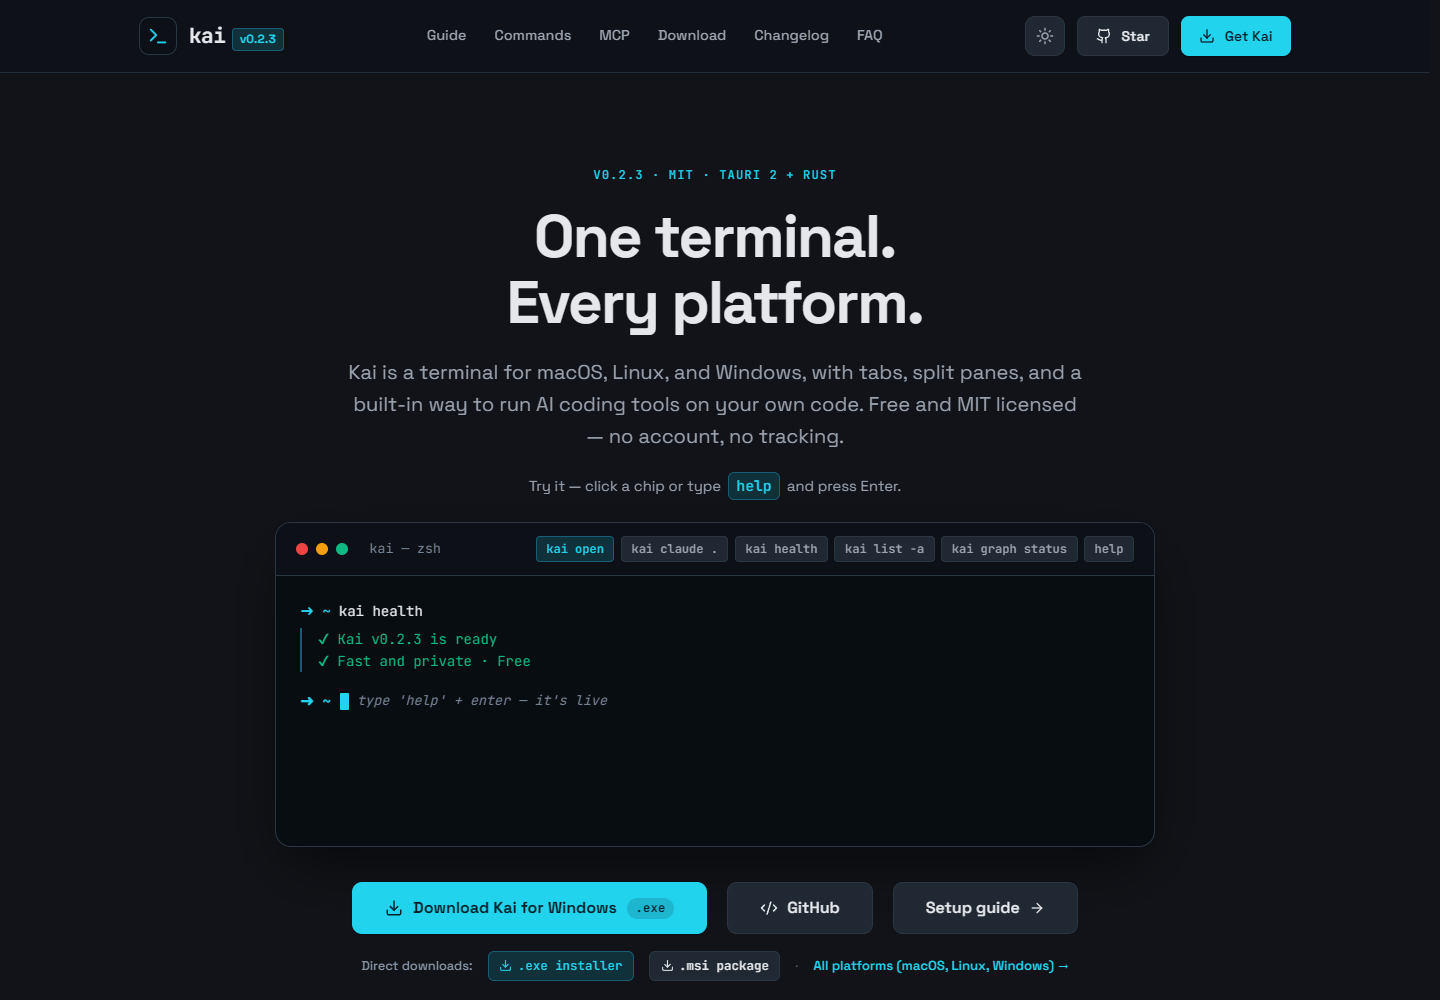 kai v0.2.3
Guide Commands MCP Download Changelog FAQ
Star
Get Kai
V0.2.3 · MIT · TAURI 2 + RUST
One terminal.
Every platform.
Kai is a terminal for macOS, Linux, and Windows, with tabs, split panes, and a
built-in way to run AI coding tools on your own code. Free and MIT licensed
— no account, no tracking.
Try it — click a chip or type help and press Enter.
kai — zsh
kai open kai claude . kai health kai list -a kai graph status help
➜ ~ kai health
✓ Kai v0.2.3 is ready
✓ Fast and private · Free
➜ ~ type 'help' + enter — it's live
Download Kai for Windows .exe
GitHub
Setup guide →
Direct downloads: .exe installer .msi package · All platforms (macOS, Linux, Windows) →